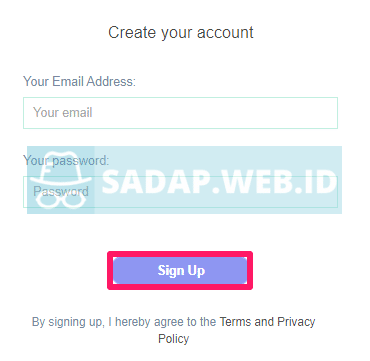 Create your account
Your Email Address:
Your email
Your password:
SADAP.WEB.ID
Password
Sign Up
By signing up, I hereby agree to the Terms and Privacy
Policy